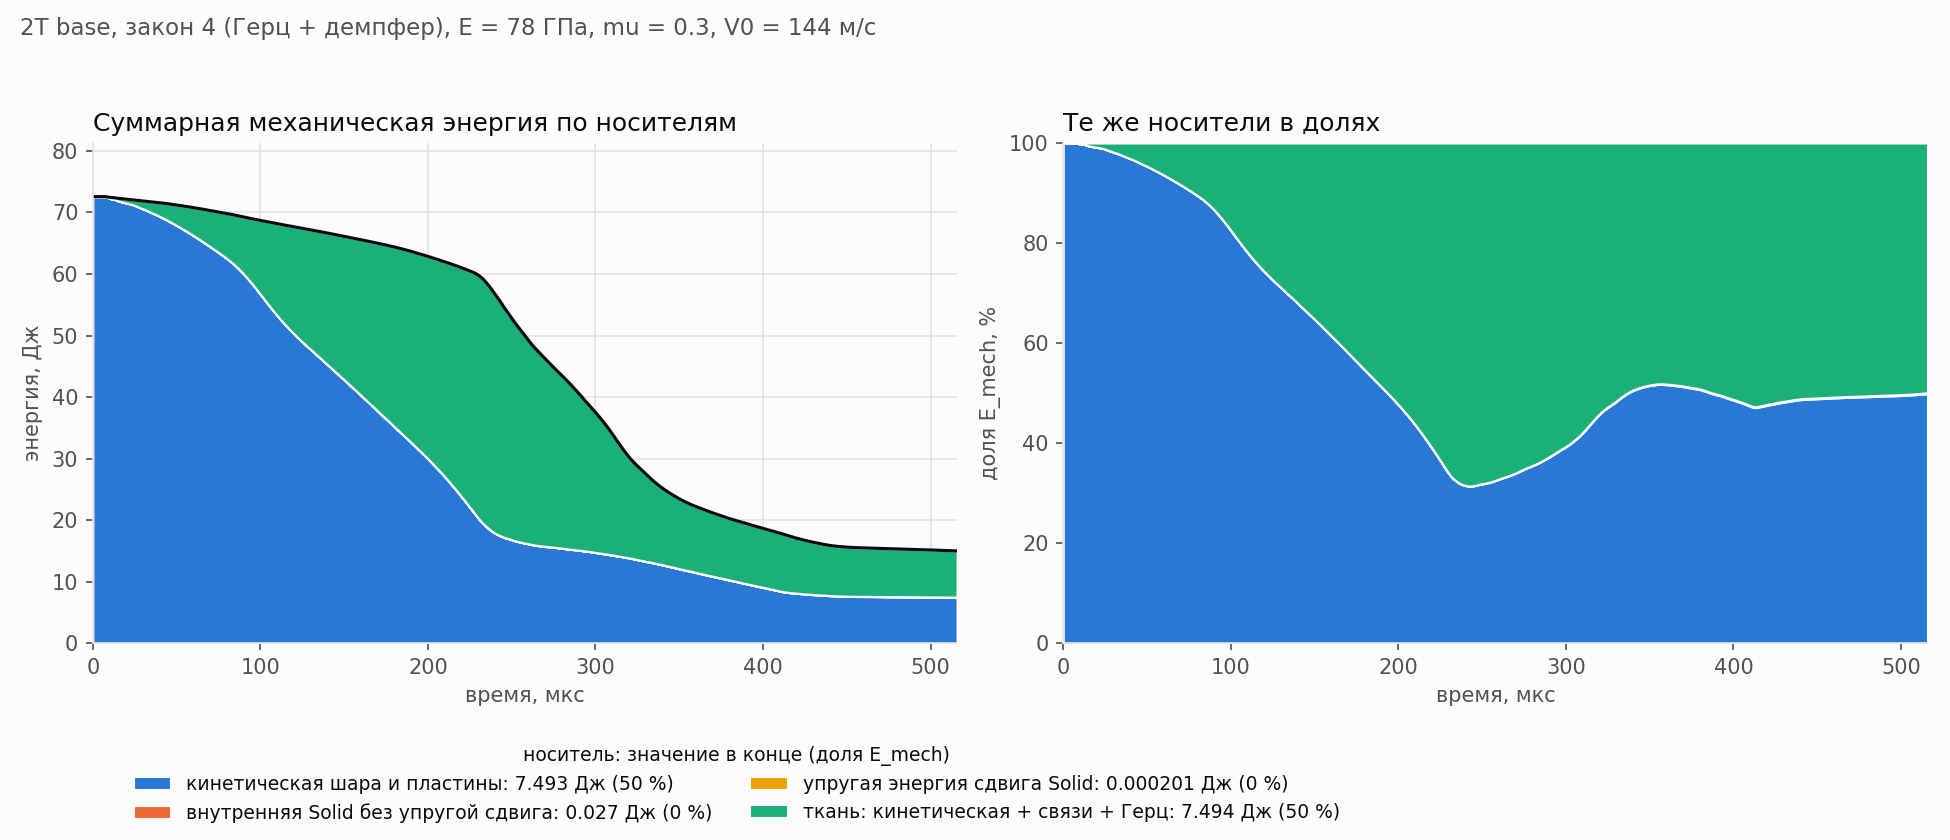 2T base, закон 4 (Герц + демпфер), E = 78 ГПа, mu = 0.3, V0 = 144 м/с
Суммарная механическая энергия по носителям
80
70
60
50
40
30
20
10
0
энергия, Дж
0 100 200 300 400 500
время, мкс
Те же носители в долях
100
80
60
40
20
0
доля E_mech, %
0 100 200 300 400 500
время, мкс
носитель: значение в конце (доля E_mech)
кинетическая шара и пластины: 7.493 Дж (50 %)
внутренняя Solid без упругой сдвига: 0.027 Дж (0 %)
упругая энергия сдвига Solid: 0.000201 Дж (0 %)
ткань: кинетическая + связи + Герц: 7.494 Дж (50 %)